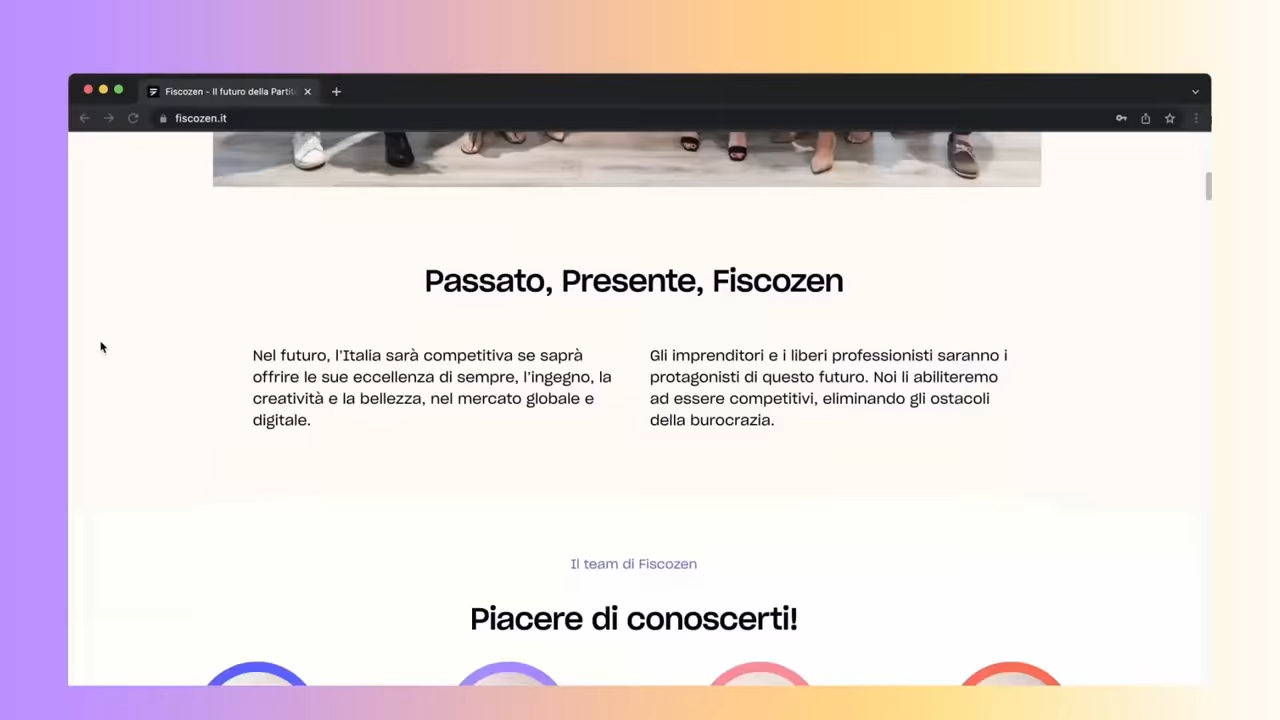 Fiscozen - Il futuro della Partit
fiscozen.it
Passato, Presente, Fiscozen
Nel futuro, l'Italia sarà competitiva se saprà
offrire le sue eccellenza di sempre, l'ingegno, la
creatività e la bellezza, nel mercato globale e
digitale.
Gli imprenditori e i liberi professionisti saranno i
protagonisti di questo futuro. Noi li abiliteremo
ad essere competitivi, eliminando gli ostacoli
della burocrazia.
Il team di Fiscozen
Piacere di conoscerti!